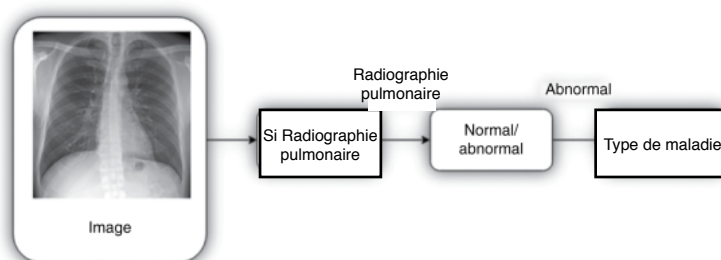 Image
Si Radiographie
pulmonaire
Radiographie
pulmonaire
Normal/
abnormal
Abnormal
Type de maladie